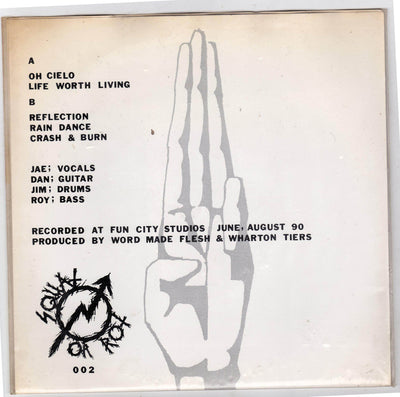 A
OH CIELO
LIFE WORTH LIVING
B
REFLECTION
RAIN DANCE
CRASH & BURN
JAE; VOCALS
DAN; GUITAR
JIM; DRUMS
ROY; BASS
RECORDED AT FUN CITY STUDIOS JUNE, AUGUST 90
PRODUCED BY WORD MADE FLESH & WHARTON TIERS
SQUAT
OR ROT
002